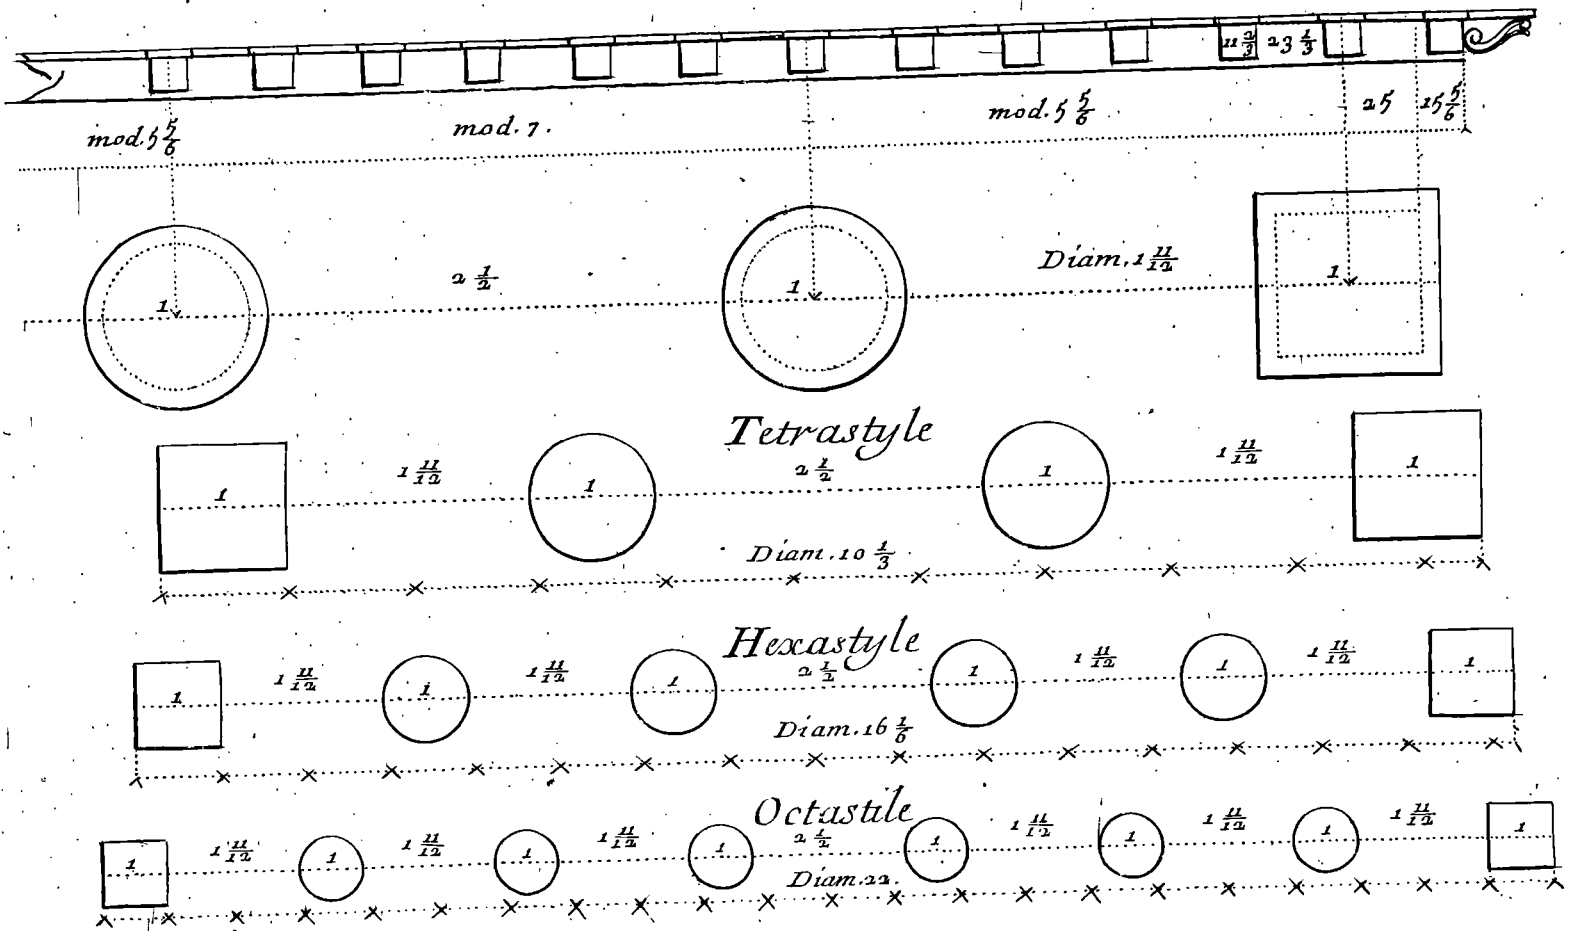 11 2/3 23 1/3
mod. 5 5/6 mod. 7. mod. 5 5/6 25 15 5/6
2 1/2 Diam. 1 11/12
1 1 1
Tetrastyle
1 11/12 2 1/2 1 11/12
1 1 1 1
Diam. 10 1/3
Hexastyle
1 11/12 1 11/12 2 1/2 1 11/12 1 11/12
1 1 1 1 1 1
Diam. 16 1/6
Octastile
1 11/12 1 11/12 1 11/12 2 1/2 1 11/12 1 11/12 1 11/12
1 1 1 1 1 1 1 1
Diam. 22.